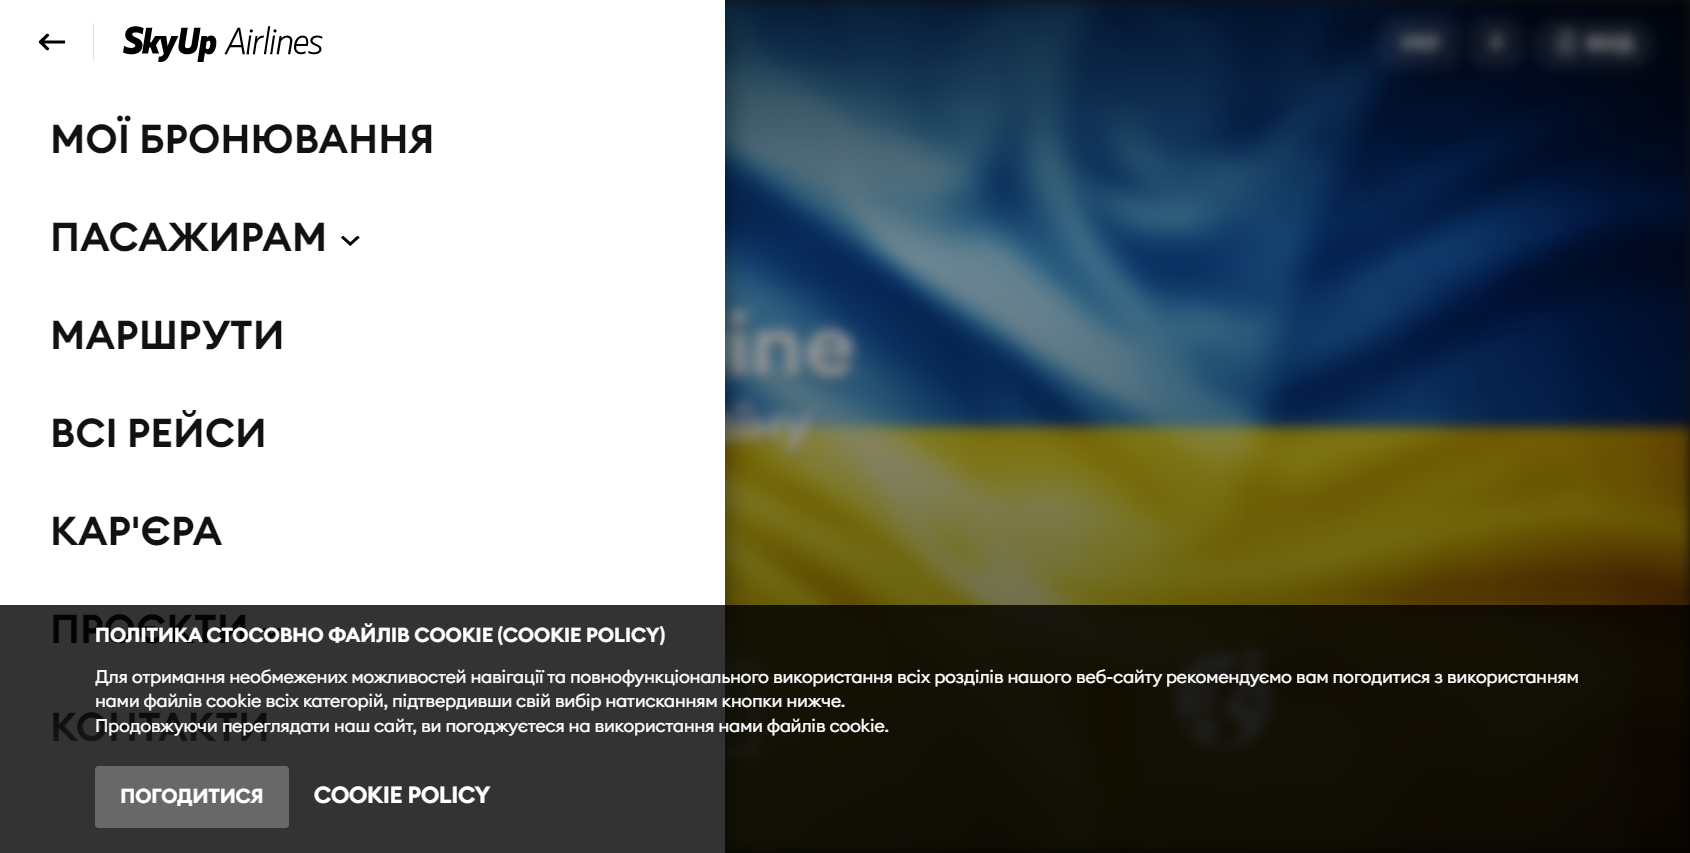 SkyUp Airlines
МОЇ БРОНЮВАННЯ
ПАСАЖИРАМ
МАРШРУТИ
ВСІ РЕЙСИ
КАР'ЄРА
ПРОЄКТИ
КОНТАКТИ
ine
ПОЛІТИКА СТОСОВНО ФАЙЛІВ COOKIE (COOKIE POLICY)
Для отримання необмежених можливостей навігації та повнофункціонального використання всіх розділів нашого веб-сайту рекомендуємо вам погодитися з використанням
нами файлів cookie всіх категорій, підтвердивши свій вибір натисканням кнопки нижче.
Продовжуючи переглядати наш сайт, ви погоджуєтеся на використання нами файлів cookie.
ПОГОДИТИСЯ
COOKIE POLICY